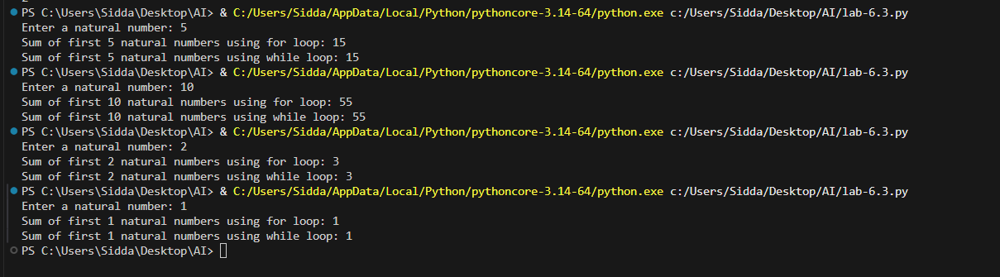 PS C:\Users\Sidda\Desktop\AI> & C:/Users/Sidda/AppData/Local/Python/pythoncore-3.14-64/python.exe c:/Users/Sidda/Desktop/AI/lab-6.3.py
Enter a natural number: 5
Sum of first 5 natural numbers using for loop: 15
Sum of first 5 natural numbers using while loop: 15
PS C:\Users\Sidda\Desktop\AI> & C:/Users/Sidda/AppData/Local/Python/pythoncore-3.14-64/python.exe c:/Users/Sidda/Desktop/AI/lab-6.3.py
Enter a natural number: 10
Sum of first 10 natural numbers using for loop: 55
Sum of first 10 natural numbers using while loop: 55
PS C:\Users\Sidda\Desktop\AI> & C:/Users/Sidda/AppData/Local/Python/pythoncore-3.14-64/python.exe c:/Users/Sidda/Desktop/AI/lab-6.3.py
Enter a natural number: 2
Sum of first 2 natural numbers using for loop: 3
Sum of first 2 natural numbers using while loop: 3
PS C:\Users\Sidda\Desktop\AI> & C:/Users/Sidda/AppData/Local/Python/pythoncore-3.14-64/python.exe c:/Users/Sidda/Desktop/AI/lab-6.3.py
Enter a natural number: 1
Sum of first 1 natural numbers using for loop: 1
Sum of first 1 natural numbers using while loop: 1
PS C:\Users\Sidda\Desktop\AI>